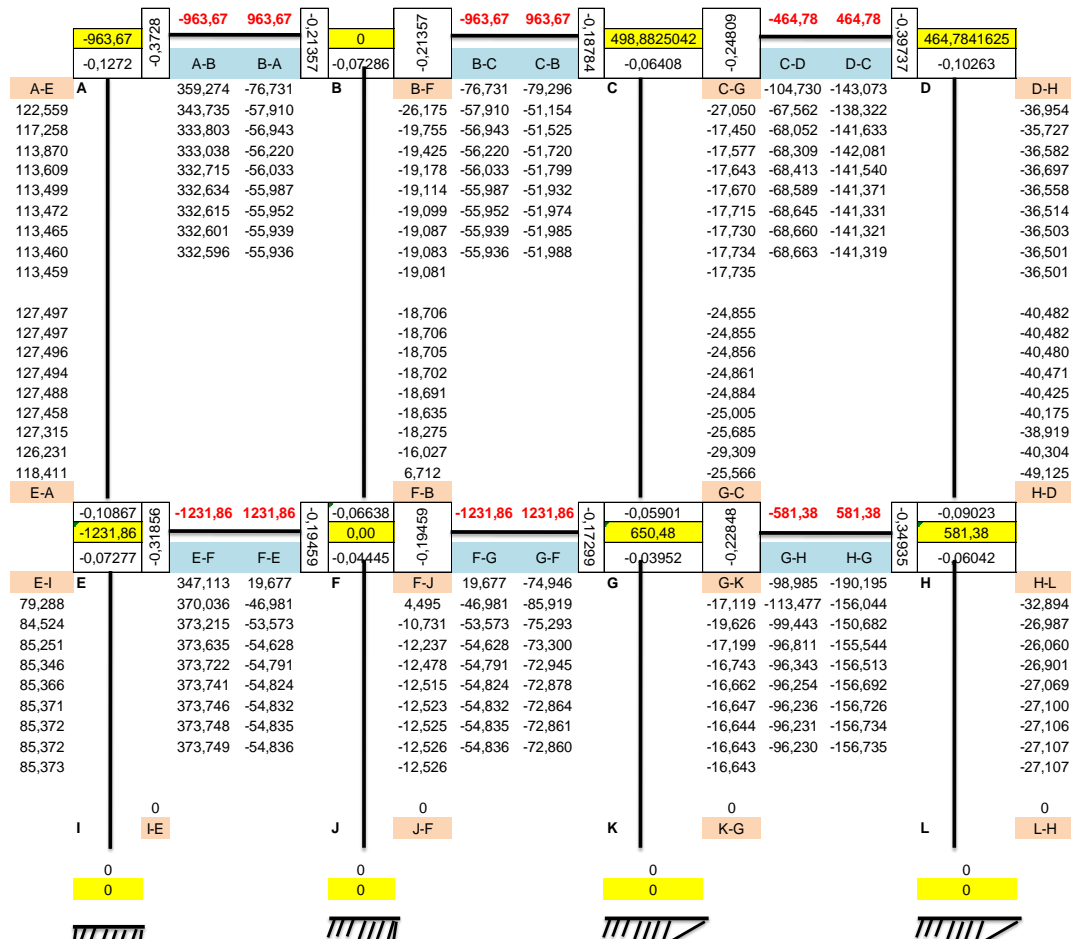 -963,67 963,67 -963,67 963,67 -464,78 464,78
-963,67 -0,3728 -0,21357 0 -0,21357 -0,18784 498,8825042 -0,24809 -0,39737 464,7841625
-0,1272 A-B B-A -0,07286 B-C C-B -0,06408 C-D D-C -0,10263
A-E A 359,274 -76,731 B B-F -76,731 -79,296 C C-G -104,730 -143,073 D D-H
122,559 343,735 -57,910 -26,175 -57,910 -51,154 -27,050 -67,562 -138,322 -36,954
117,258 333,803 -56,943 -19,755 -56,943 -51,525 -17,450 -68,052 -141,633 -35,727
113,870 333,038 -56,220 -19,425 -56,220 -51,720 -17,577 -68,309 -142,081 -36,582
113,609 332,715 -56,033 -19,178 -56,033 -51,799 -17,643 -68,413 -141,540 -36,697
113,499 332,634 -55,987 -19,114 -55,987 -51,932 -17,670 -68,589 -141,371 -36,558
113,472 332,615 -55,952 -19,099 -55,952 -51,974 -17,715 -68,645 -141,331 -36,514
113,465 332,601 -55,939 -19,087 -55,939 -51,985 -17,730 -68,660 -141,321 -36,503
113,460 332,596 -55,936 -19,083 -55,936 -51,988 -17,734 -68,663 -141,319 -36,501
113,459 -19,081 -17,735 -36,501
127,497 -18,706 -24,855 -40,482
127,497 -18,706 -24,855 -40,482
127,496 -18,705 -24,856 -40,480
127,494 -18,702 -24,861 -40,471
127,488 -18,691 -24,884 -40,425
127,458 -18,635 -25,005 -40,175
127,315 -18,275 -25,685 -38,919
126,231 -16,027 -29,309 -40,304
118,411 6,712 -25,566 -49,125
E-A F-B G-C H-D
-0,10867 -1231,86 1231,86 -0,06638 -1231,86 1231,86 -0,05901 -581,38 581,38 -0,09023
-1231,86 -0,31856 -0,19459 0,00 -0,19459 -0,17299 650,48 -0,22848 -0,34935 581,38
-0,07277 E-F F-E -0,04445 F-G G-F -0,03952 G-H H-G -0,06042
E-I E 347,113 19,677 F F-J 19,677 -74,946 G G-K -98,985 -190,195 H H-L
79,288 370,036 -46,981 4,495 -46,981 -85,919 -17,119 -113,477 -156,044 -32,894
84,524 373,215 -53,573 -10,731 -53,573 -75,293 -19,626 -99,443 -150,682 -26,987
85,251 373,635 -54,628 -12,237 -54,628 -73,300 -17,199 -96,811 -155,544 -26,060
85,346 373,722 -54,791 -12,478 -54,791 -72,945 -16,743 -96,343 -156,513 -26,901
85,366 373,741 -54,824 -12,515 -54,824 -72,878 -16,662 -96,254 -156,692 -27,069
85,371 373,746 -54,832 -12,523 -54,832 -72,864 -16,647 -96,236 -156,726 -27,100
85,372 373,748 -54,835 -12,525 -54,835 -72,861 -16,644 -96,231 -156,734 -27,106
85,372 373,749 -54,836 -12,526 -54,836 -72,860 -16,643 -96,230 -156,735 -27,107
85,373 -12,526 -16,643 -27,107
0 0 0 0
I I-E J J-F K K-G L L-H
0 0 0 0
0 0 0 0